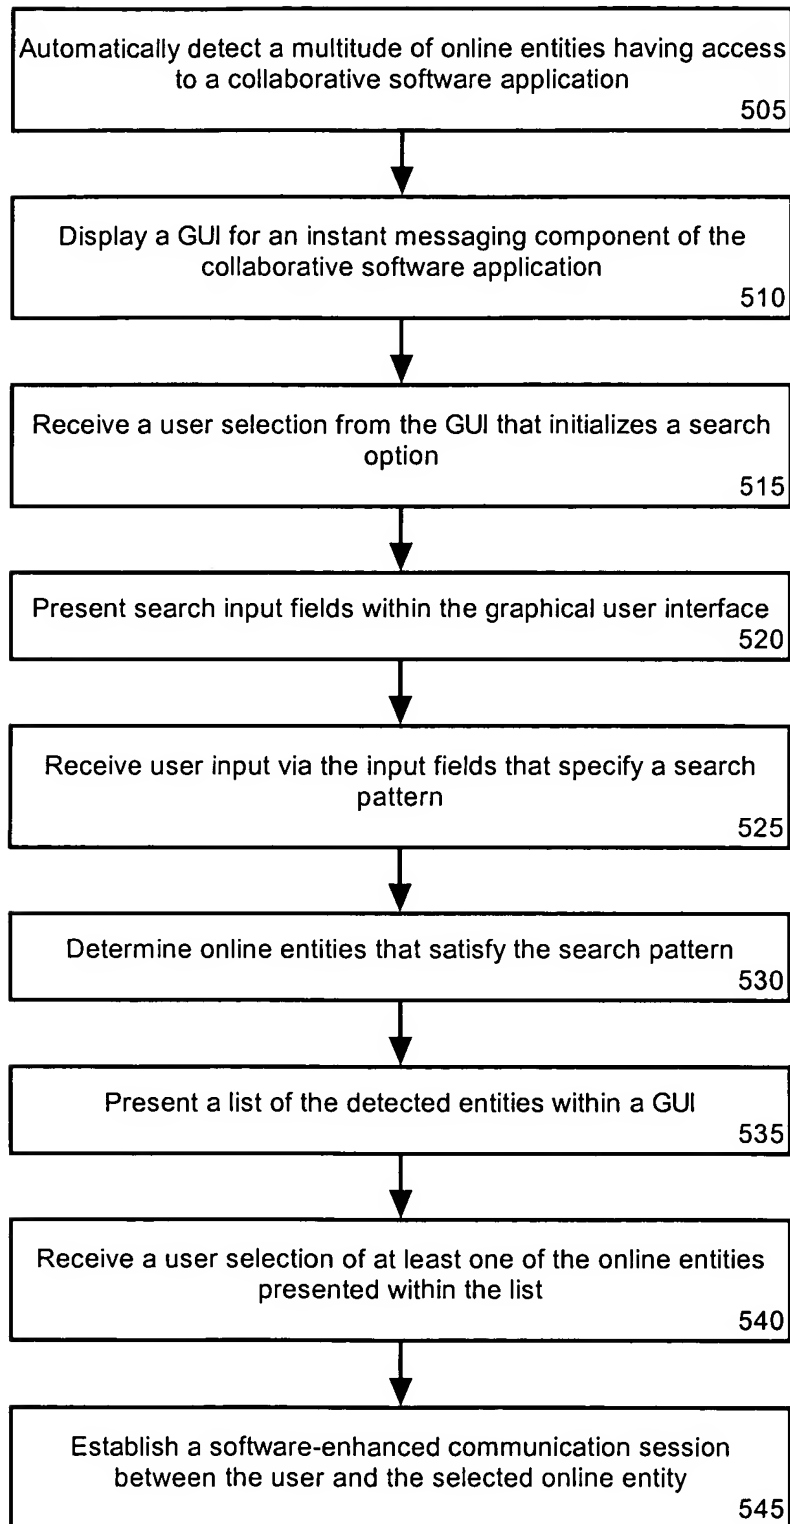 Automatically detect a multitude of online entities having access
to a collaborative software application
505
Display a GUI for an instant messaging component of the
collaborative software application
510
Receive a user selection from the GUI that initializes a search
option
515
Present search input fields within the graphical user interface
520
Receive user input via the input fields that specify a search
pattern
525
Determine online entities that satisfy the search pattern
530
Present a list of the detected entities within a GUI
535
Receive a user selection of at least one of the online entities
presented within the list
540
Establish a software-enhanced communication session
between the user and the selected online entity
545